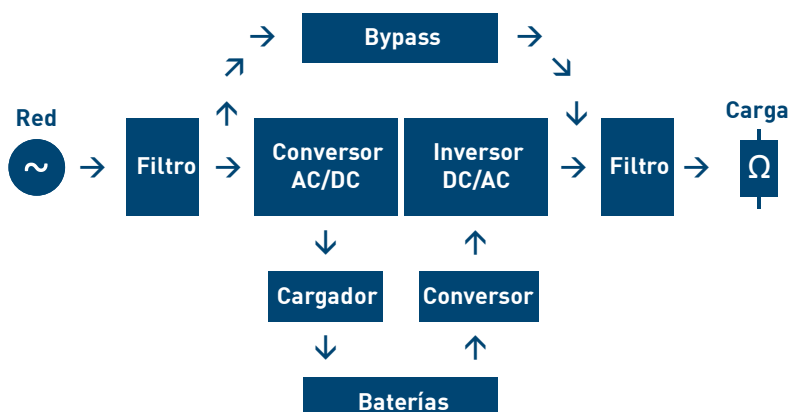 Bypass
Red
Carga
~
Filtro
Conversor
AC/DC
Inversor
DC/AC
Filtro
Ω
Cargador
Conversor
Baterías